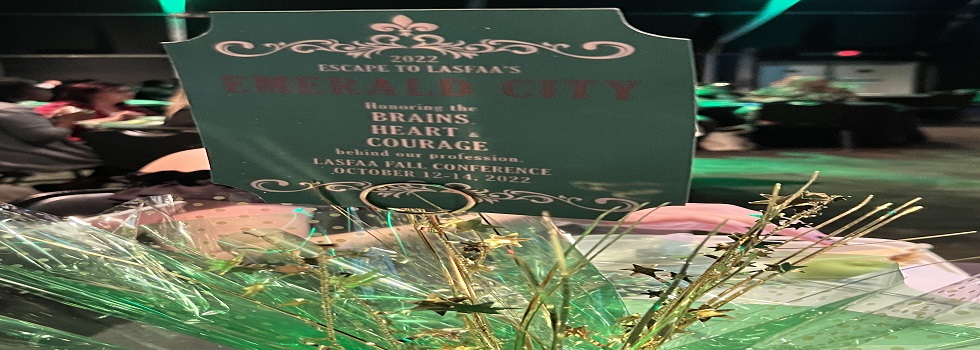 2022
ESCAPE TO LASFAA'S
EMERALD CITY
Honoring the
BRAINS
HEART &
COURAGE
behind our profession.
LASFAA FALL CONFERENCE
OCTOBER 12-14, 2022